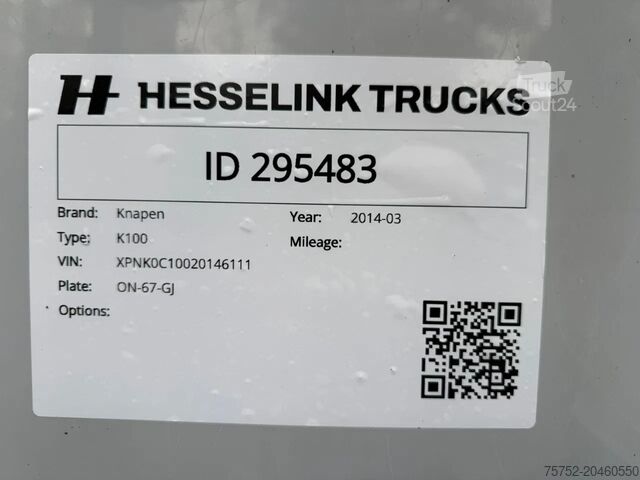 H HESSELINK TRUCKS
Truck
Scout24
ID 295483
Brand: Knapen Year: 2014-03
Type: K100 Mileage:
VIN: XPNK0C10020146111
Plate: ON-67-GJ
Options:
75752-20460550